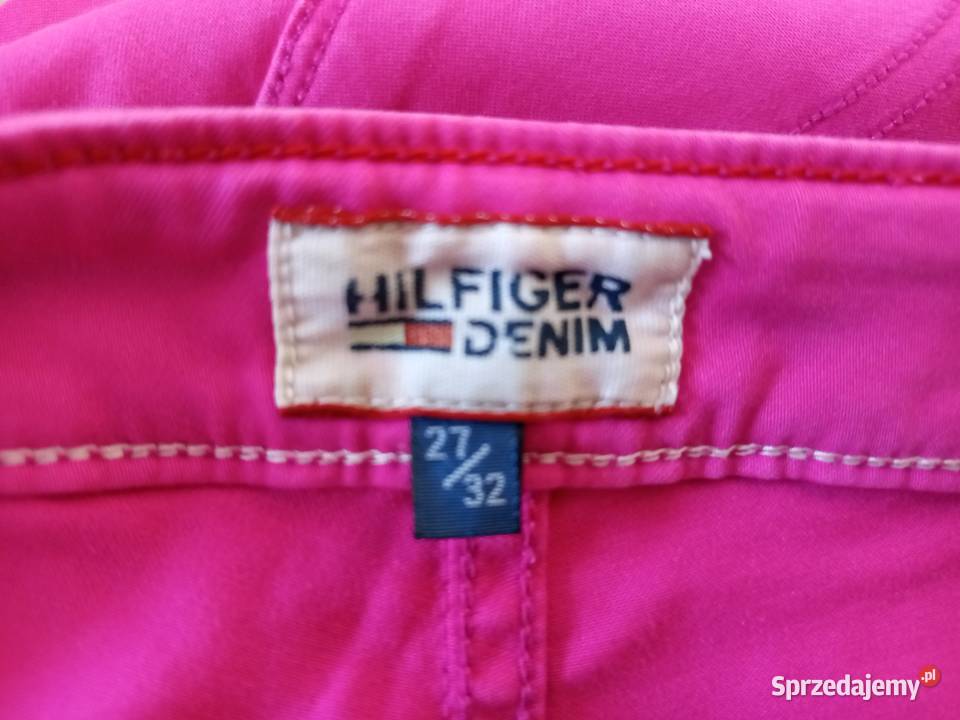 HILFIGER
DENIM
27/32
Sprzedajemy.pl